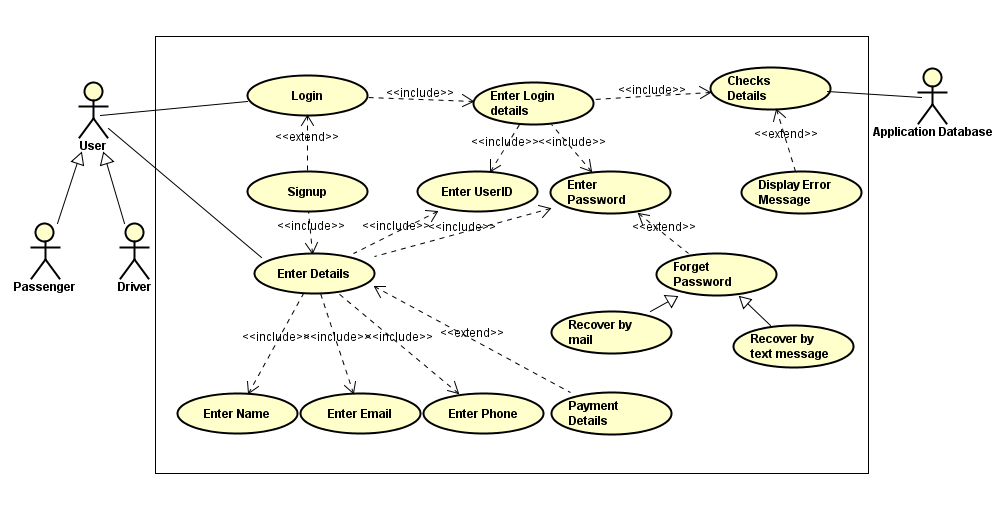 Login
<<include>>
Enter Login
details
<<include>>
Checks
Details
Application Database
User
<<extend>>
<<include>>
<<include>>
<<extend>>
Signup
Enter UserID
Enter
Password
Display Error
Message
<<include>>
<<include>>
<<include>>
<<extend>>
Passenger
Driver
Enter Details
Forget
Password
<<include>>
<<include>>
<<include>>
<<extend>>
Recover by
mail
Recover by
text message
Enter Name
Enter Email
Enter Phone
Payment
Details